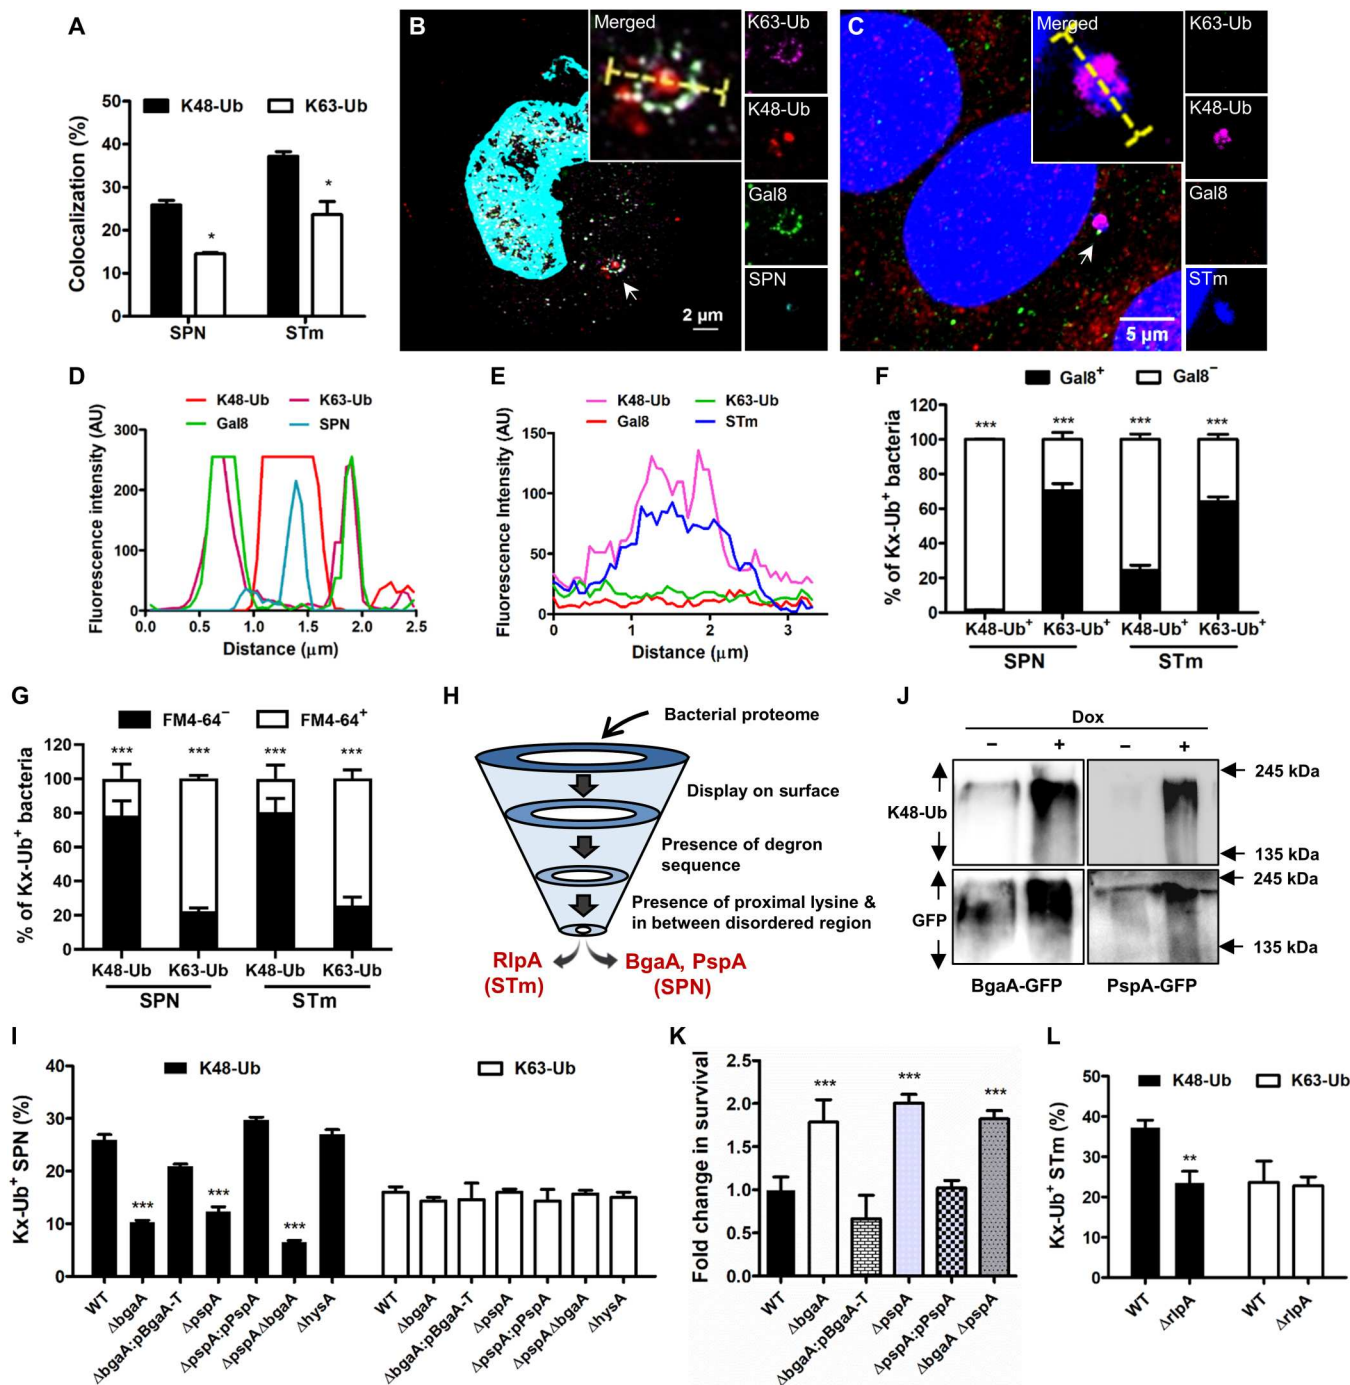 A
K48-Ub K63-Ub
Colocalization (%)
50
40
30
20
10
0
*
*
SPN STm
B
Merged
2 µm
K63-Ub
K48-Ub
Gal8
SPN
C
Merged
5 µm
K63-Ub
K48-Ub
Gal8
STm
D
K48-Ub K63-Ub
Gal8 SPN
Fluorescence intensity (AU)
300
200
100
0
0.0 0.5 1.0 1.5 2.0 2.5
Distance (µm)
E
K48-Ub K63-Ub
Gal8 STm
Fluorescence Intensity (AU)
150
100
50
0
0 1 2 3
Distance (µm)
F
Gal8+ Gal8−
% of Kx-Ub+ bacteria
120
100
80
60
40
20
0
*** *** *** ***
K48-Ub+ K63-Ub+ K48-Ub+ K63-Ub+
SPN STm
G
FM4-64− FM4-64+
% of Kx-Ub+ bacteria
120
100
80
60
40
20
0
*** *** *** ***
K48-Ub K63-Ub K48-Ub K63-Ub
SPN STm
H
Bacterial proteome
Display on surface
Presence of degron
sequence
Presence of proximal lysine &
in between disordered region
RlpA
(STm)
BgaA, PspA
(SPN)
J
Dox
− + − +
K48-Ub
GFP
245 kDa
135 kDa
245 kDa
135 kDa
BgaA-GFP PspA-GFP
I
K48-Ub K63-Ub
Kx-Ub+ SPN (%)
40
30
20
10
0
*** *** ***
WT ΔbgaA ΔbgaA:pBgaA-T ΔpspA ΔpspA:pPspA ΔpspAΔbgaA ΔhysA
WT ΔbgaA ΔbgaA:pBgaA-T ΔpspA ΔpspA:pPspA ΔpspAΔbgaA ΔhysA
K
Fold change in survival
2.5
2.0
1.5
1.0
0.5
0.0
*** *** ***
WT ΔbgaA ΔbgaA:pBgaA-T ΔpspA ΔpspA:pPspA ΔbgaA ΔpspA
L
K48-Ub K63-Ub
Kx-Ub+ STm (%)
50
40
30
20
10
0
**
WT ΔrlpA WT ΔrlpA